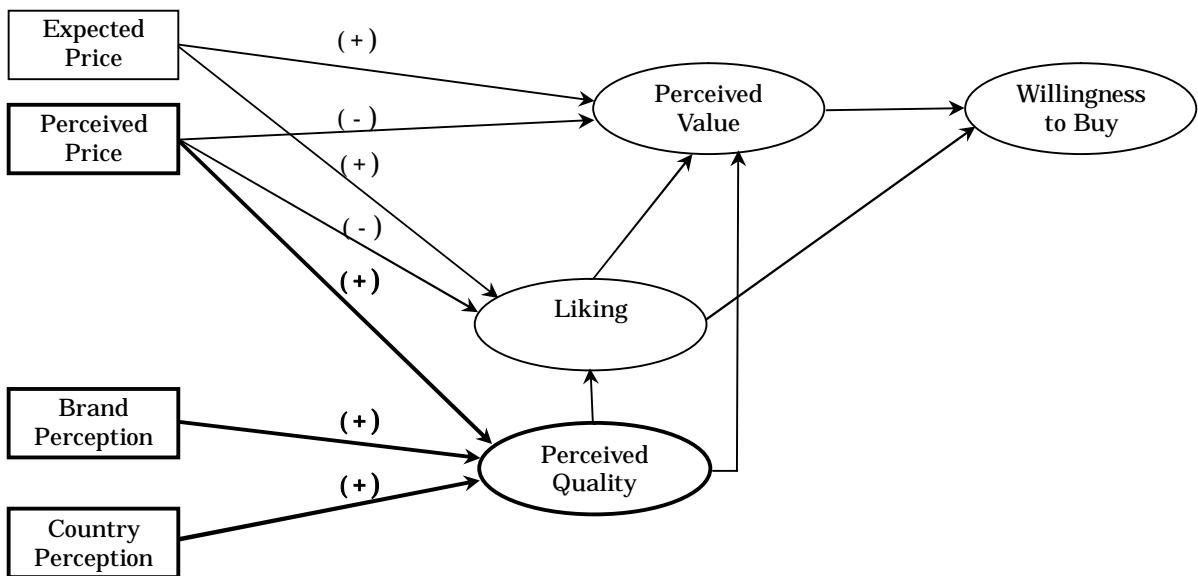 Expected
Price
(+)
Perceived
Value
Willingness
to Buy
Perceived
Price
(-)
(+)
(-)
(+)
Liking
Brand
Perception
(+)
Perceived
Quality
(+)
Country
Perception